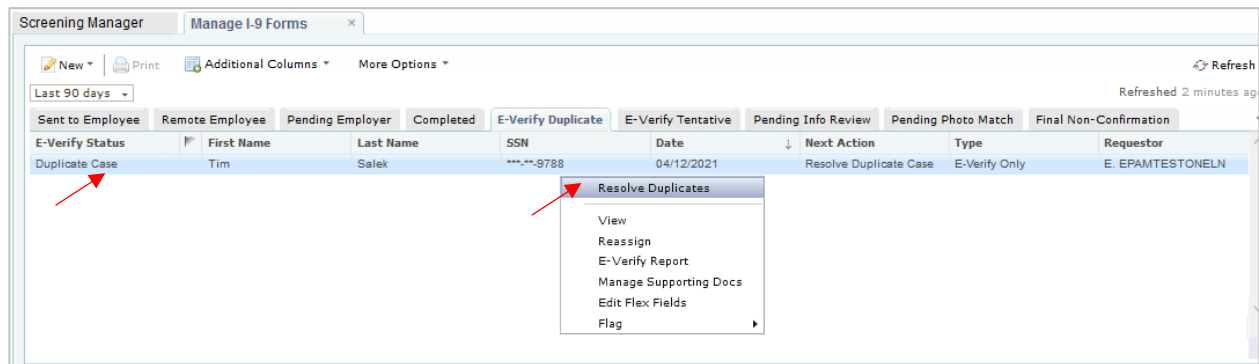 Screening Manager Manage I-9 Forms ×
New Print Additional Columns More Options Refresh
Last 90 days Refreshed 2 minutes ago
Sent to Employee Remote Employee Pending Employer Completed E-Verify Duplicate E-Verify Tentative Pending Info Review Pending Photo Match Final Non-Confirmation
E-Verify Status First Name Last Name SSN Date ↓ Next Action Type Requestor
Duplicate Case Tim Salek ***-**-9788 04/12/2021 Resolve Duplicate Case E-Verify Only E. EPAMTESTONELN
Resolve Duplicates
View
Reassign
E-Verify Report
Manage Supporting Docs
Edit Flex Fields
Flag